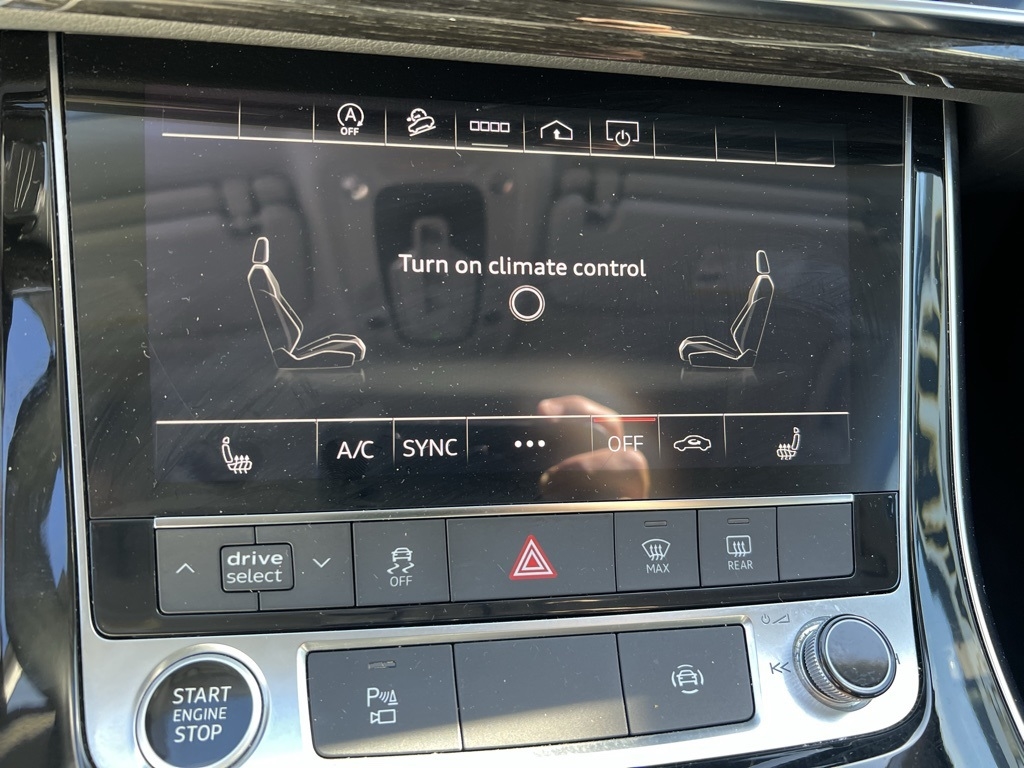 A
OFF
Turn on climate control
A/C
SYNC
OFF
drive
select
OFF
MAX
REAR
START
ENGINE
STOP
P